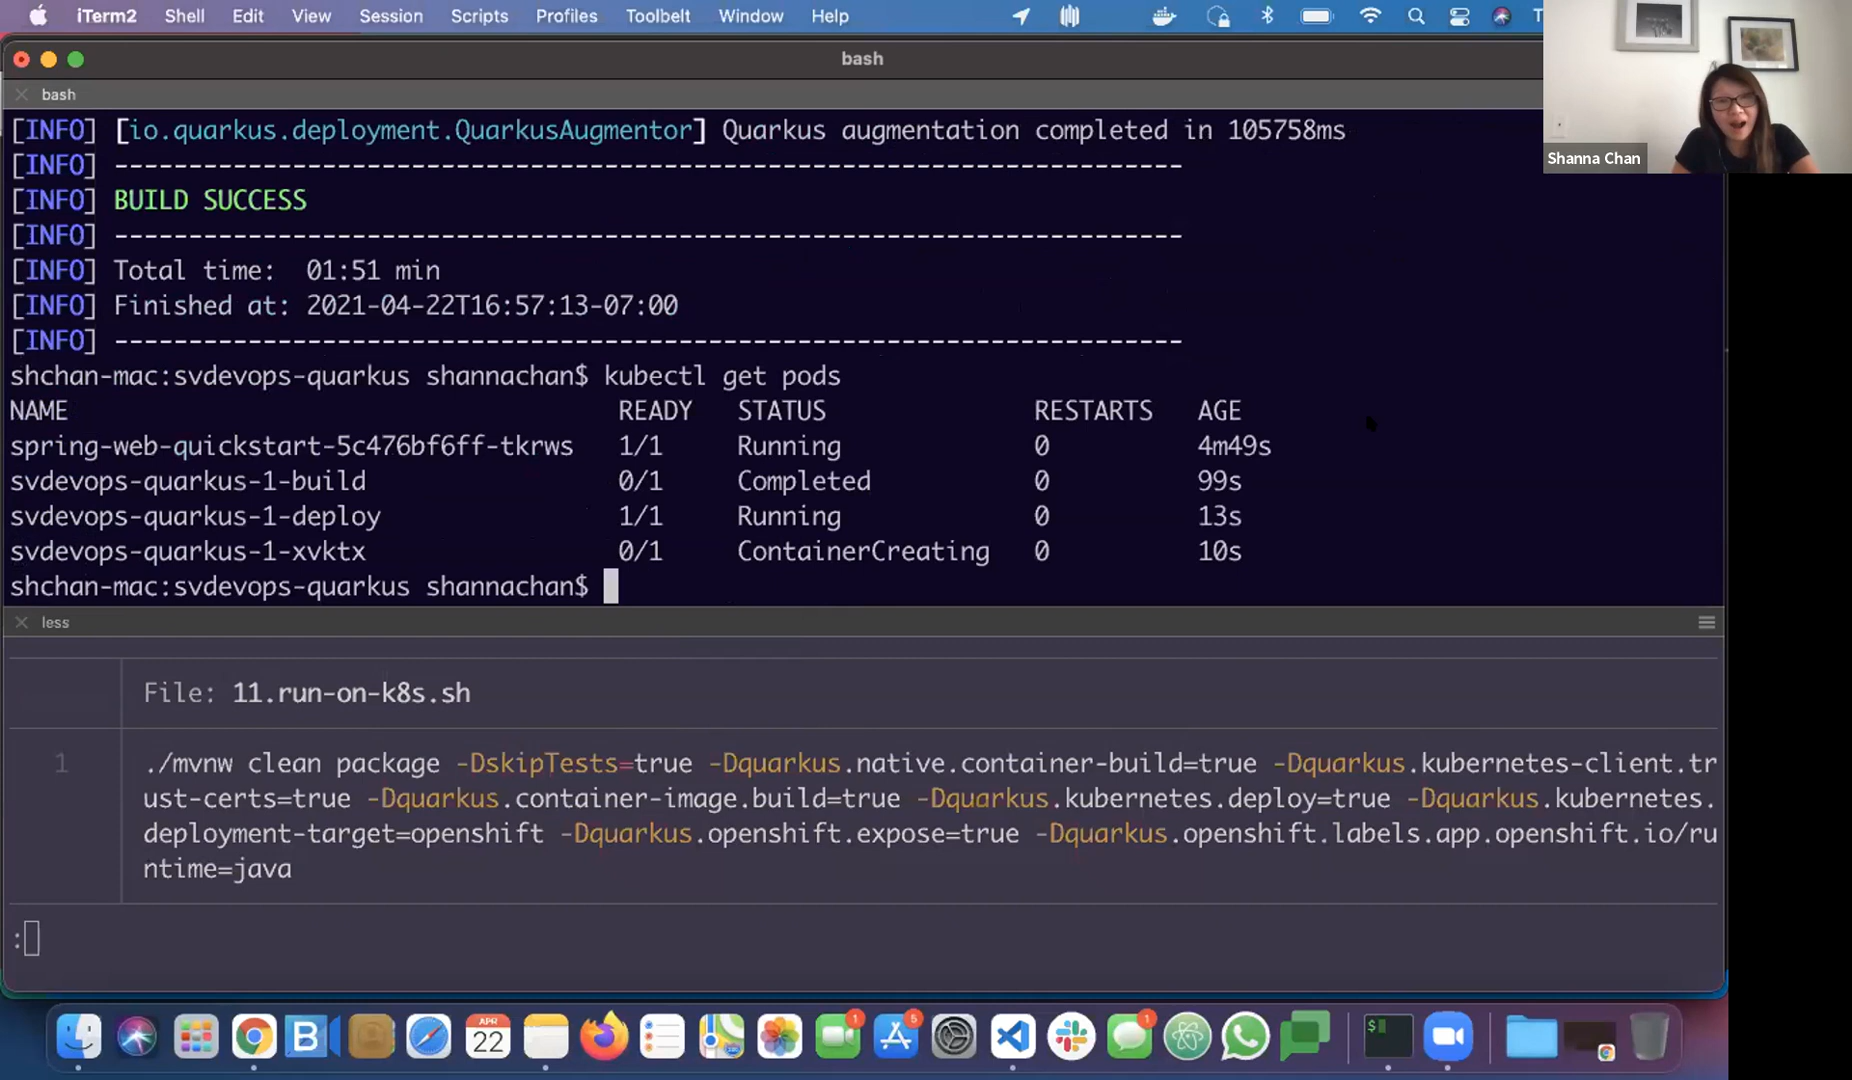 iTerm2 Shell Edit View Session Scripts Profiles Toolbelt Window Help
bash
bash
[INFO] [io.quarkus.deployment.QuarkusAugmentor] Quarkus augmentation completed in 105758ms
[INFO] ------------------------------------------------------------------------
[INFO] BUILD SUCCESS
[INFO] ------------------------------------------------------------------------
[INFO] Total time:  01:51 min
[INFO] Finished at: 2021-04-22T16:57:13-07:00
[INFO] ------------------------------------------------------------------------
Shanna Chan
shchan-mac:svdevops-quarkus shannachan$ kubectl get pods
NAME READY STATUS RESTARTS AGE
spring-web-quickstart-5c476bf6ff-tkrws 1/1 Running 0 4m49s
svdevops-quarkus-1-build 0/1 Completed 0 99s
svdevops-quarkus-1-deploy 1/1 Running 0 13s
svdevops-quarkus-1-xvktx 0/1 ContainerCreating 0 10s
shchan-mac:svdevops-quarkus shannachan$
less
File: 11.run-on-k8s.sh
1 ./mvnw clean package -DskipTests=true -Dquarkus.native.container-build=true -Dquarkus.kubernetes-client.tr
ust-certs=true -Dquarkus.container-image.build=true -Dquarkus.kubernetes.deploy=true -Dquarkus.kubernetes.
deployment-target=openshift -Dquarkus.openshift.expose=true -Dquarkus.openshift.labels.app.openshift.io/ru
ntime=java
:
APR
22
1
5
1
$